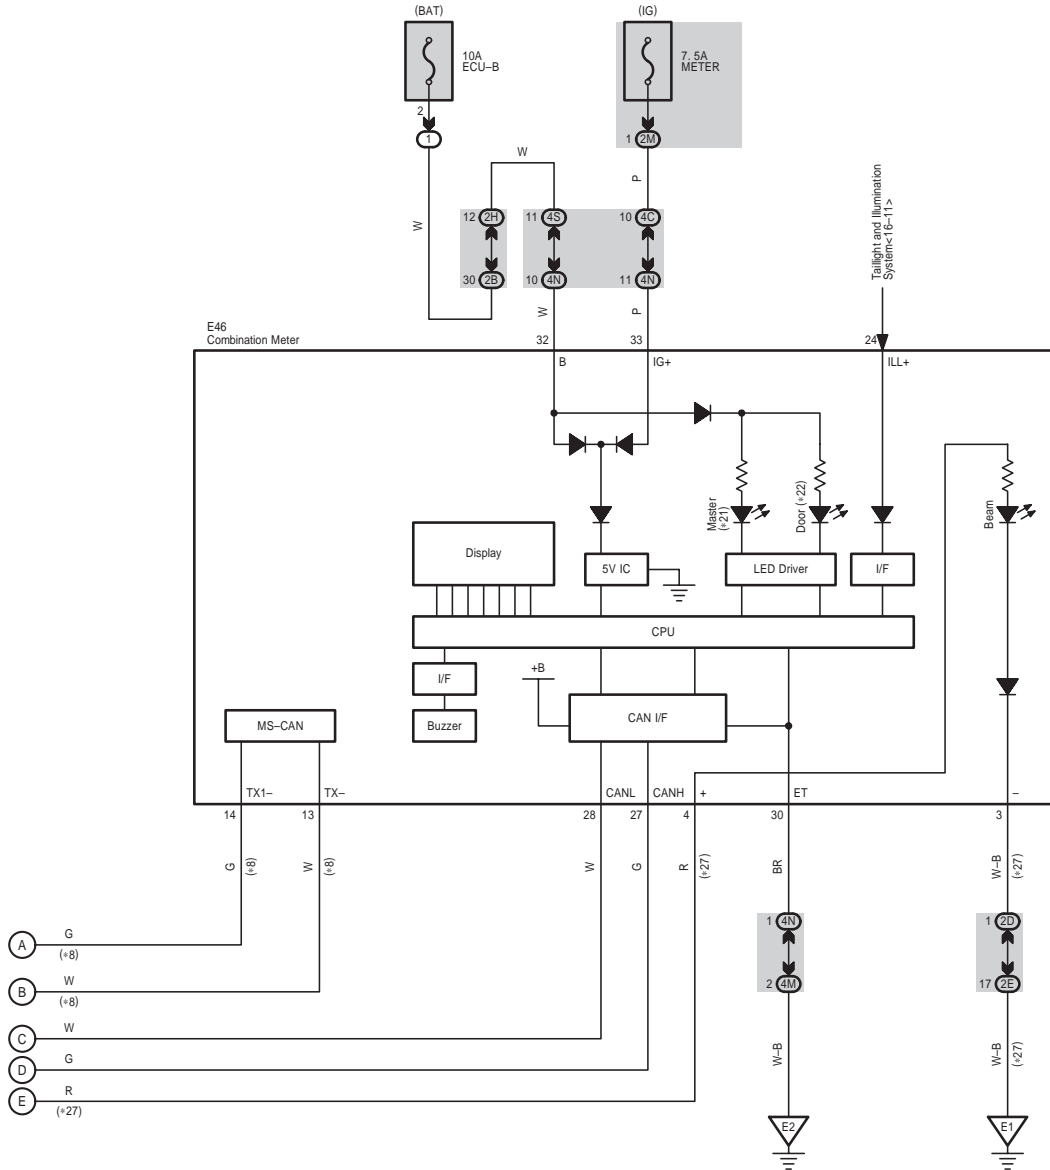 (BAT)
(IG)
10A
ECU–B
7. 5A
METER
2
1
1 2M
W
P
W
12 2H
11 4S
10 4C
30 2B
10 4N
11 4N
Taillight and Illumination
System<16–11>
W
P
E46
Combination Meter
32
33
24
B
IG+
ILL+
Master
(*21)
Door (*22)
Beam
Display
5V IC
LED Driver
I/F
CPU
I/F
+B
CAN I/F
Buzzer
MS–CAN
TX1–
TX–
CANL
CANH
+
ET
–
14
13
28
27
4
30
3
G
(*8)
W
(*8)
W
G
R
(*27)
BR
W–B
(*27)
1 4N
1 2D
A
G
(*8)
2 4M
17 2E
B
W
(*8)
C
W
D
G
E
R
(*27)
W–B
W–B
(*27)
E2
E1